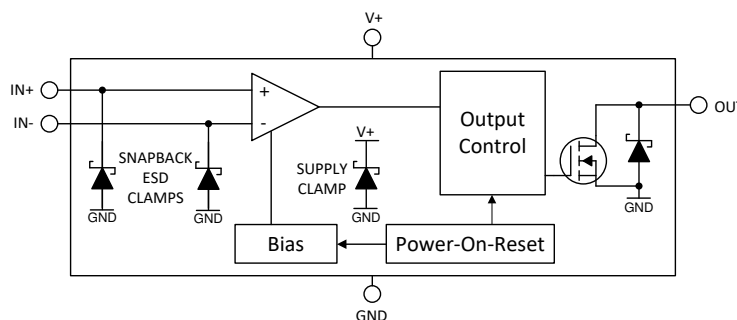 V+
IN+
IN-
+
-
SNAPBACK
ESD
CLAMPS
GND
GND
V+
SUPPLY
CLAMP
GND
Output
Control
OUT
GND
Bias
Power-On-Reset
GND